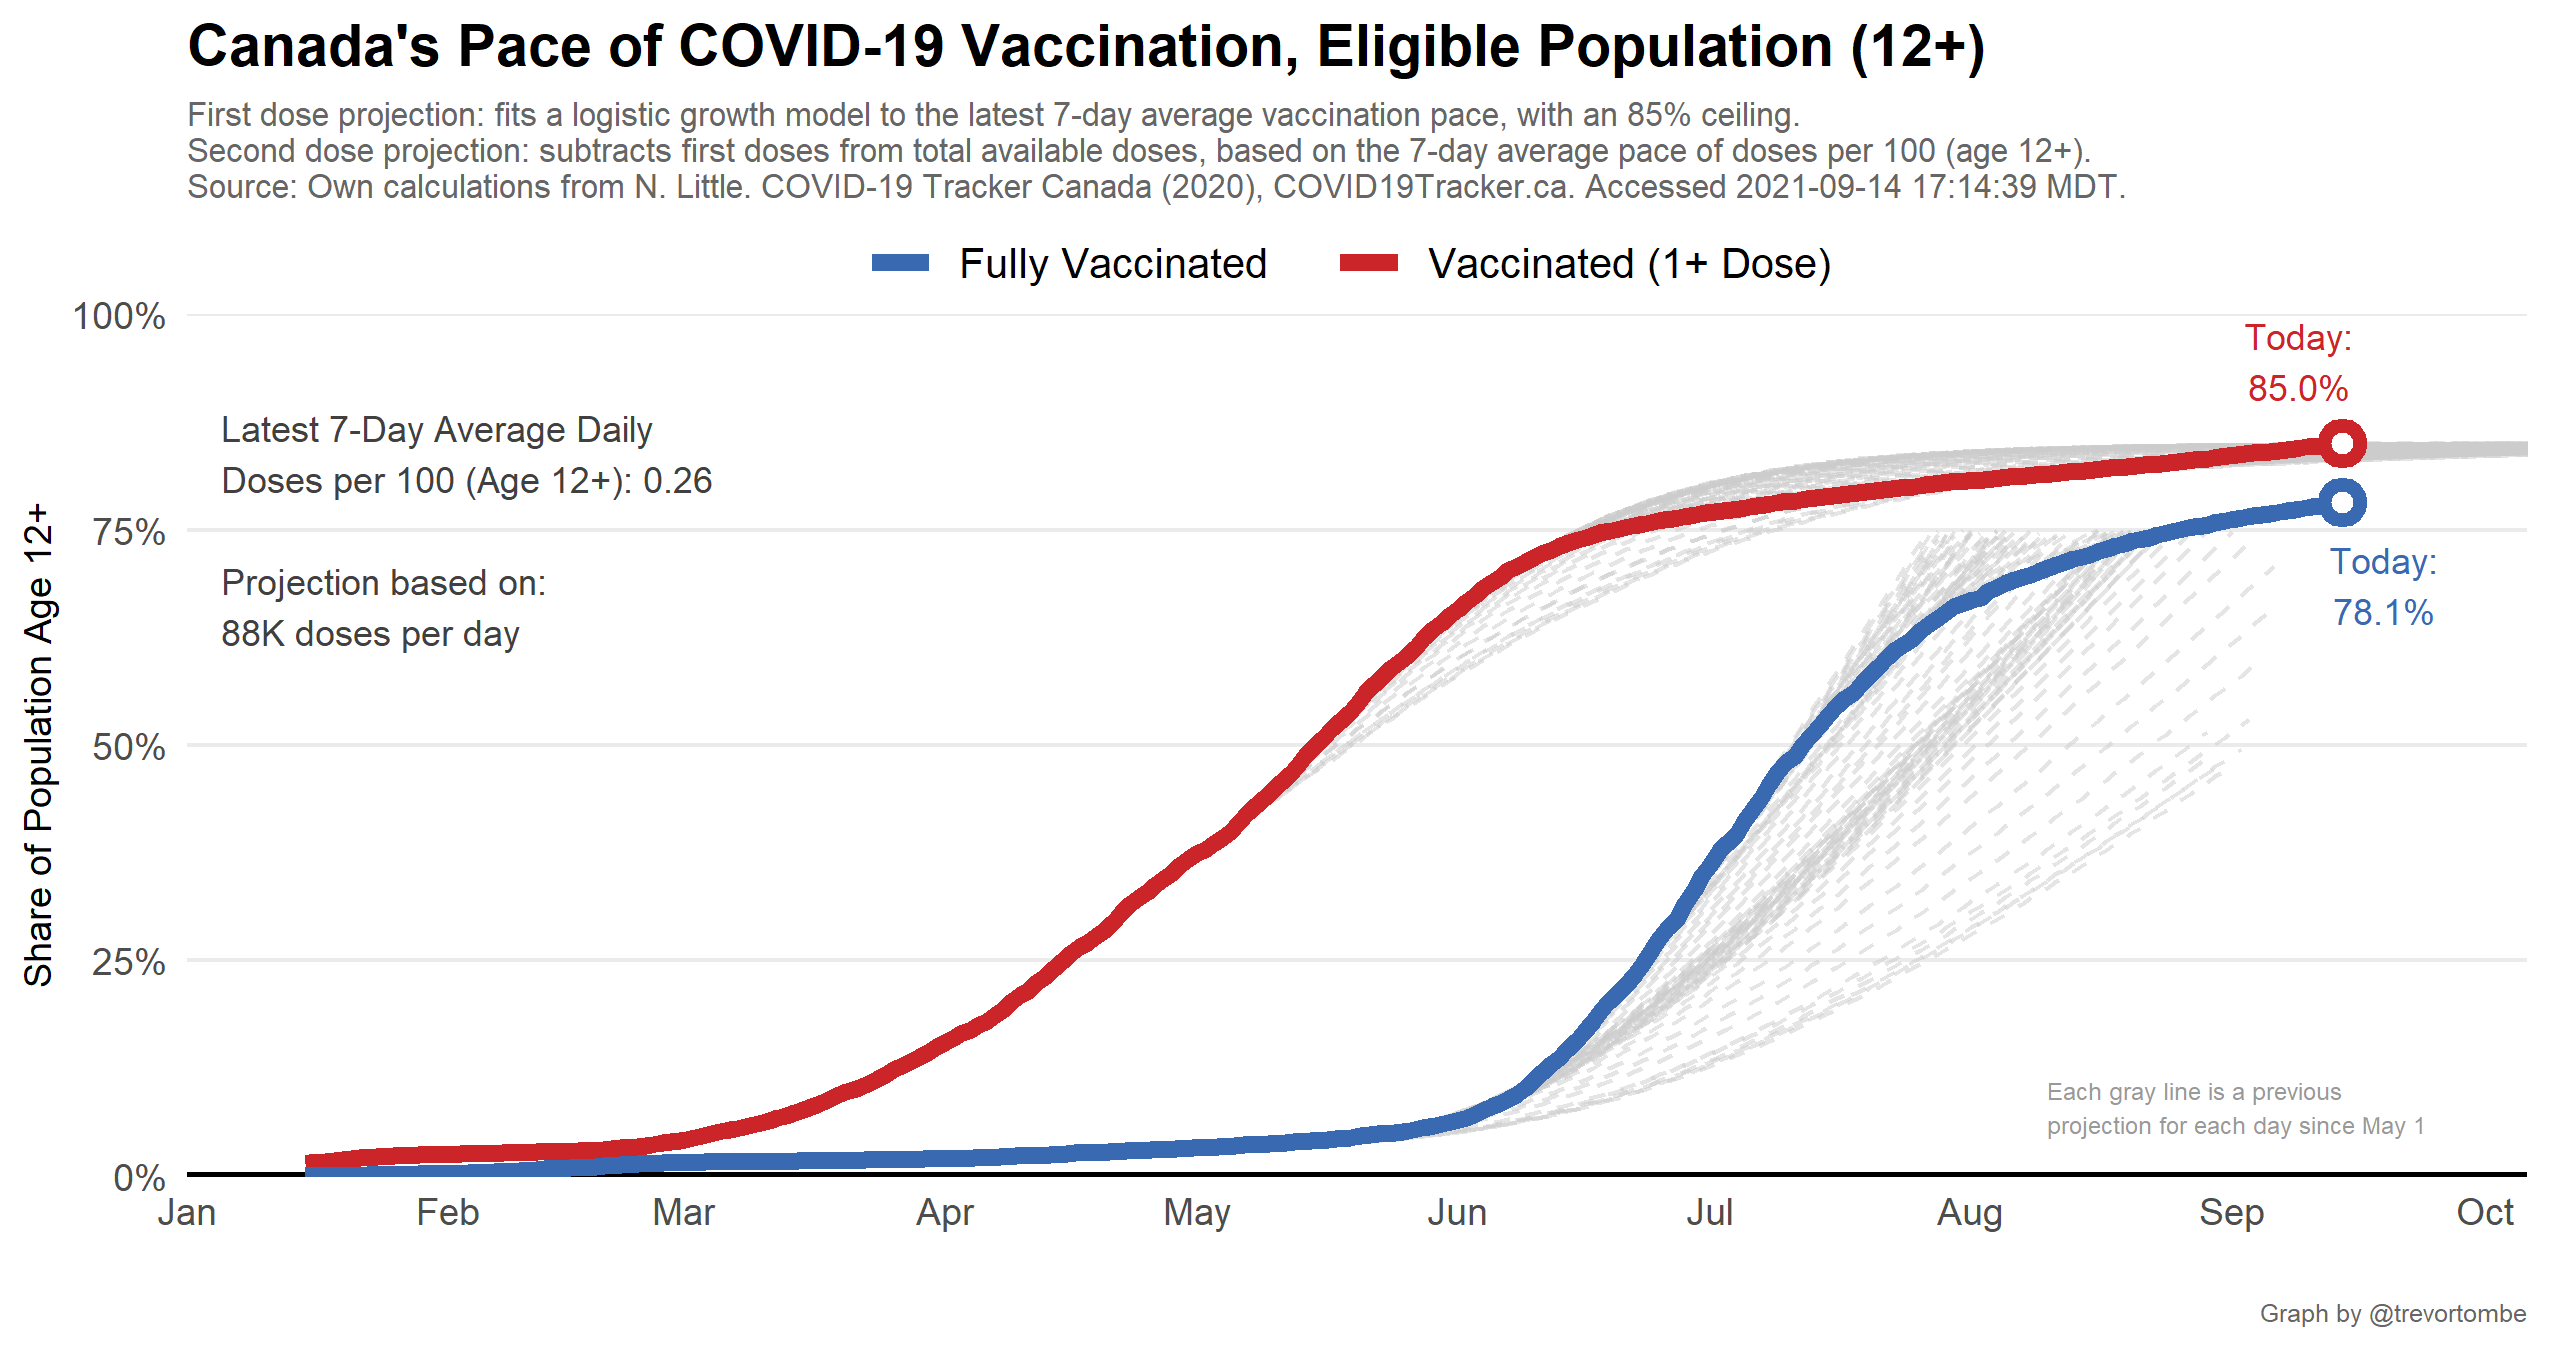 Canada's Pace of COVID-19 Vaccination, Eligible Population (12+)
First dose projection: fits a logistic growth model to the latest 7-day average vaccination pace, with an 85% ceiling.
Second dose projection: subtracts first doses from total available doses, based on the 7-day average pace of doses per 100 (age 12+).
Source: Own calculations from N. Little. COVID-19 Tracker Canada (2020), COVID19Tracker.ca. Accessed 2021-09-14 17:14:39 MDT.
Fully Vaccinated Vaccinated (1+ Dose)
100%
Today:
85.0%
Latest 7-Day Average Daily
Doses per 100 (Age 12+): 0.26
75%
Today:
78.1%
Projection based on:
88K doses per day
Share of Population Age 12+
50%
25%
Each gray line is a previous
projection for each day since May 1
0%
Jan Feb Mar Apr May Jun Jul Aug Sep Oct
Graph by @trevortombe